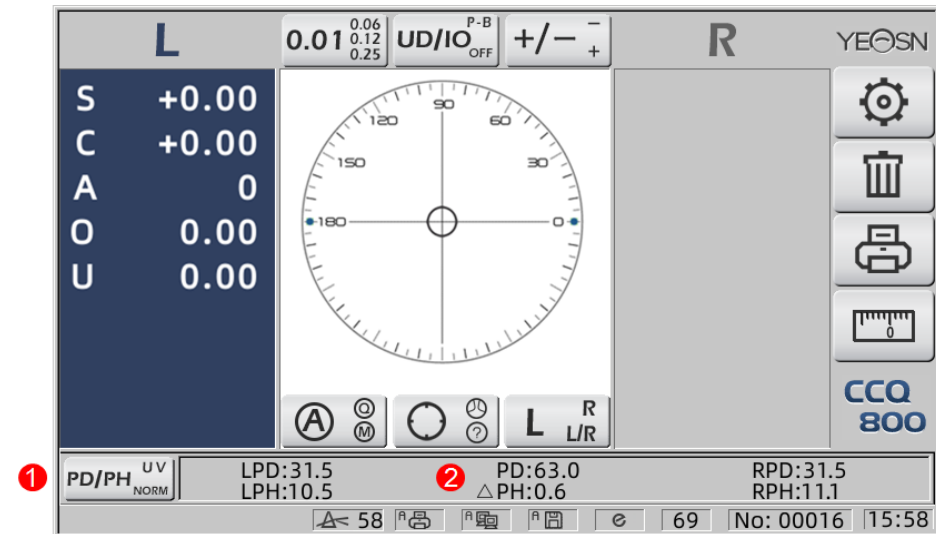 L
0.01 0.06 0.12 0.25
UD/IO P-B OFF
+/− − +
R
YEOSN
S +0.00
C +0.00
A 0
O 0.00
U 0.00
90
120 60
150 30
180 0
0
A Q M
?
L R L/R
CCQ
800
1
PD/PH UV NORM
LPD:31.5 PD:63.0 RPD:31.5
2
LPH:10.5 △PH:0.6 RPH:11.1
58 A A A e 69 No: 00016 15:58